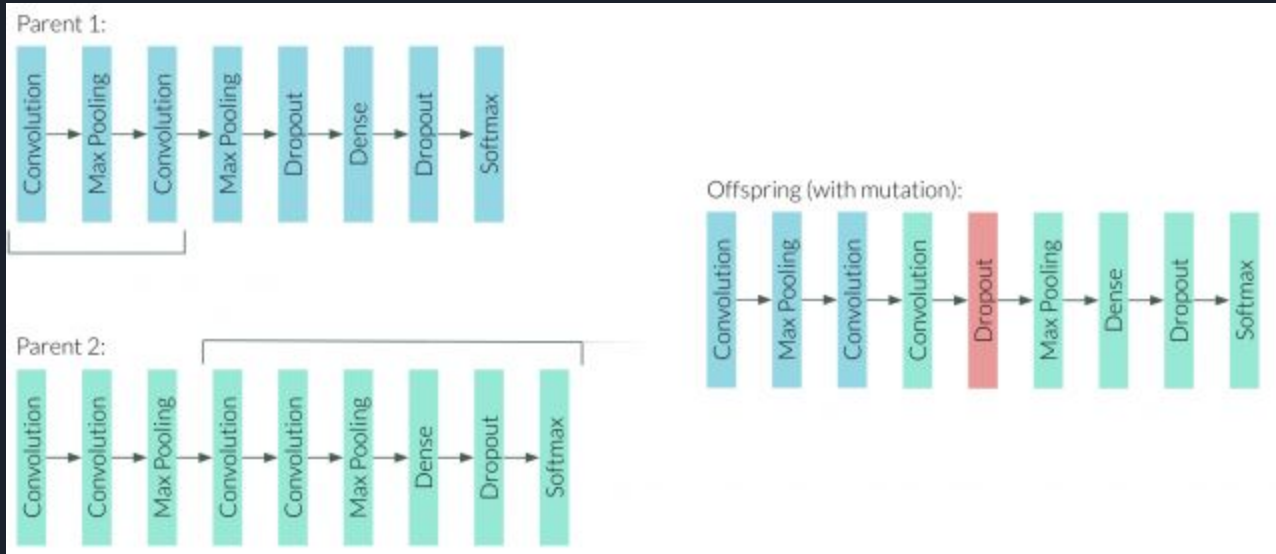 Parent 1:
Convolution
Max Pooling
Convolution
Max Pooling
Dropout
Dense
Dropout
Softmax
Parent 2:
Convolution
Convolution
Max Pooling
Convolution
Convolution
Max Pooling
Dense
Dropout
Softmax
Offspring (with mutation):
Convolution
Max Pooling
Convolution
Convolution
Dropout
Max Pooling
Dense
Dropout
Softmax